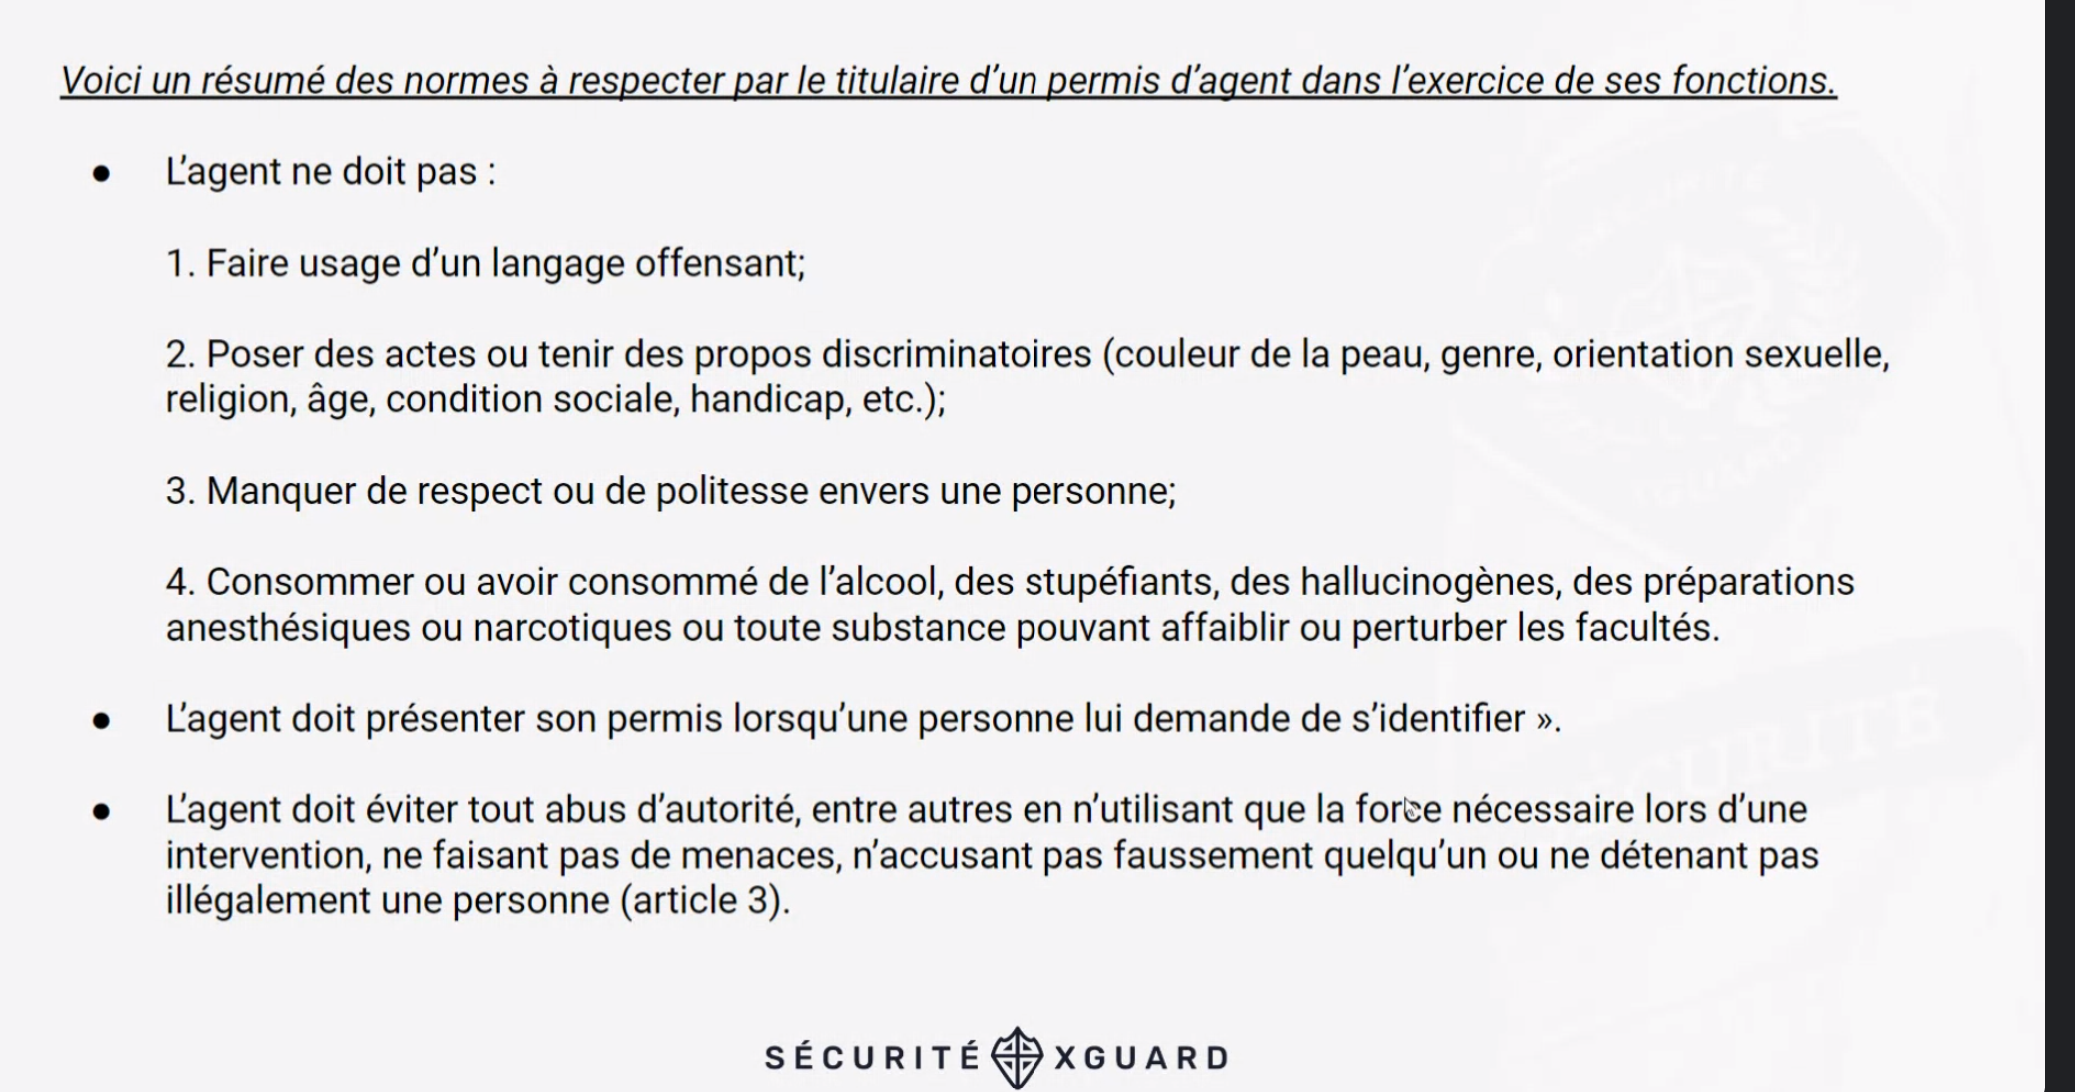 Voici un résumé des normes à respecter par le titulaire d’un permis d’agent dans l’exercice de ses fonctions.
● L’agent ne doit pas :
1. Faire usage d’un langage offensant;
2. Poser des actes ou tenir des propos discriminatoires (couleur de la peau, genre, orientation sexuelle,
religion, âge, condition sociale, handicap, etc.);
3. Manquer de respect ou de politesse envers une personne;
4. Consommer ou avoir consommé de l’alcool, des stupéfiants, des hallucinogènes, des préparations
anesthésiques ou narcotiques ou toute substance pouvant affaiblir ou perturber les facultés.
● L’agent doit présenter son permis lorsqu’une personne lui demande de s’identifier ».
● L’agent doit éviter tout abus d’autorité, entre autres en n’utilisant que la force nécessaire lors d’une
intervention, ne faisant pas de menaces, n’accusant pas faussement quelqu’un ou ne détenant pas
illégalement une personne (article 3).
SÉCURITÉ XGUARD
SÉCURITÉ